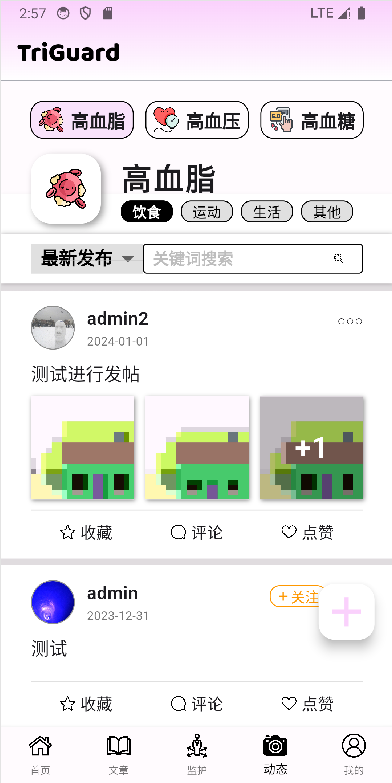 2:57 LTE
TriGuard
高血脂 高血压 高血糖
高血脂
饮食 运动 生活 其他
最新发布 关键词搜索
admin2
2024-01-01
测试进行发帖
+1
收藏 评论 点赞
admin
2023-12-31
+关注
测试
收藏 评论 点赞
首页 文章 监护 动态 我的